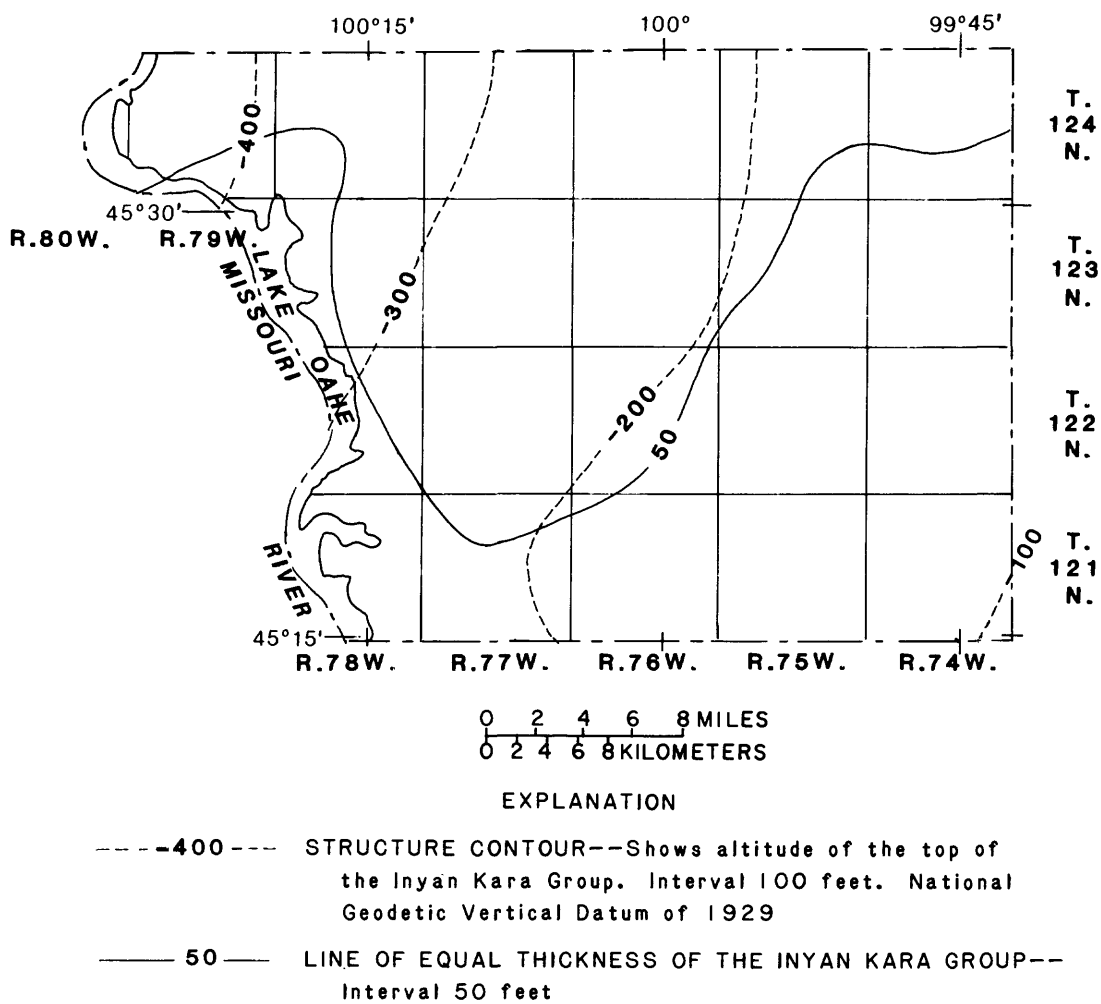 100°15' 100° 99°45'
T.
124
N.
-400
45°30'
R.80W. R.79W.
T.
123
N.
LAKE
OAHE
MISSOURI
-300
-200
50
T.
122
N.
RIVER
100
T.
121
N.
45°15'
R.78W. R.77W. R.76W. R.75W. R.74W.
0 2 4 6 8 MILES
0 2 4 6 8 KILOMETERS
EXPLANATION
-400 STRUCTURE CONTOUR--Shows altitude of the top of
the Inyan Kara Group. Interval 100 feet. National
Geodetic Vertical Datum of 1929
50 LINE OF EQUAL THICKNESS OF THE INYAN KARA GROUP--
Interval 50 feet